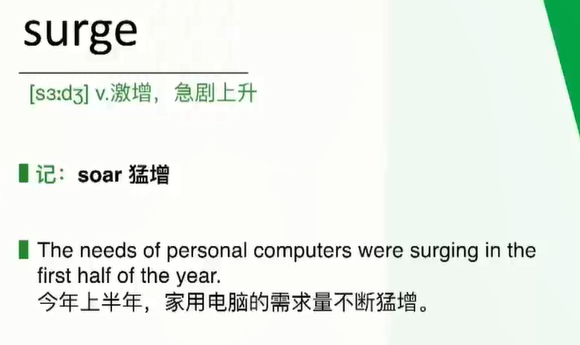 surge
[sɜːdʒ] v.激增，急剧上升
记：soar 猛增
The needs of personal computers were surging in the
first half of the year.
今年上半年，家用电脑的需求量不断猛增。